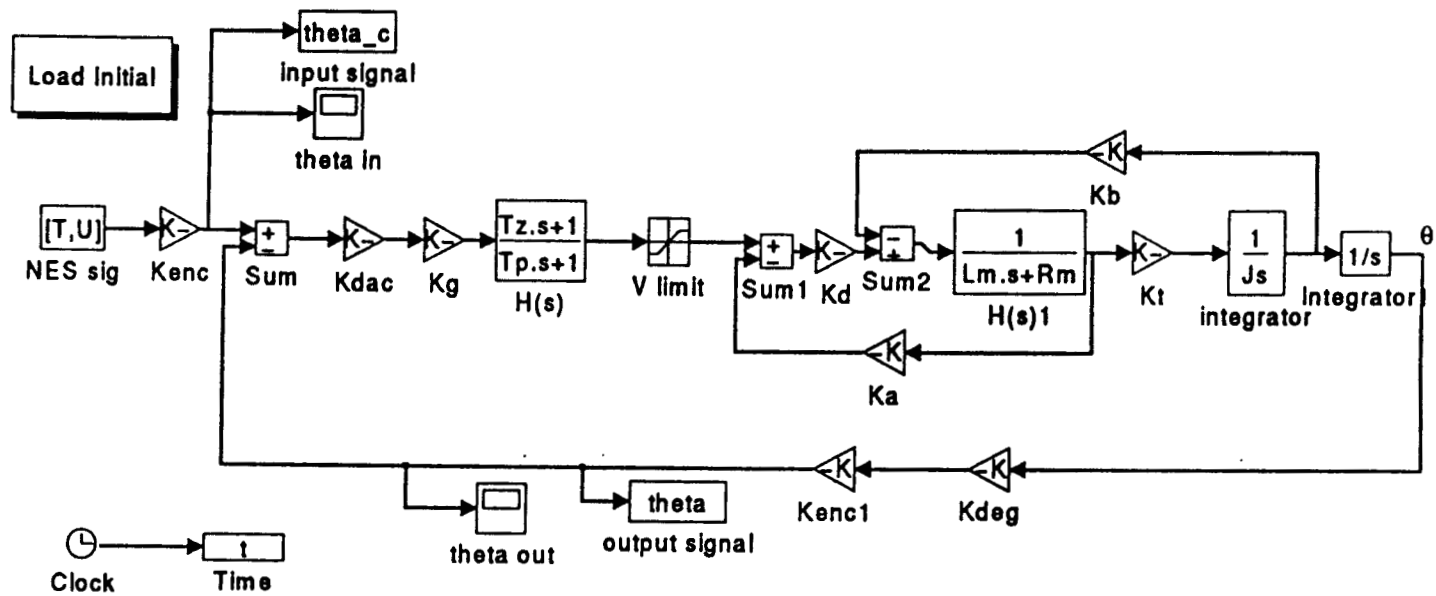 theta_c
input signal
Load Initial
theta in
K-
Kb
[T,U]
NES sig
K-
Kenc
+
-
Sum
K-
Kdac
K-
Kg
Tz.s+1
Tp.s+1
H(s)
V limit
+
-
Sum1
K-
Kd
-
+
Sum2
1
Lm.s+Rm
H(s)1
K-
Kt
1
Js
integrator
1/s
Integrator1
θ
-K
Ka
-K
Kenc1
-K
Kdeg
theta out
theta
output signal
Clock
t
Time